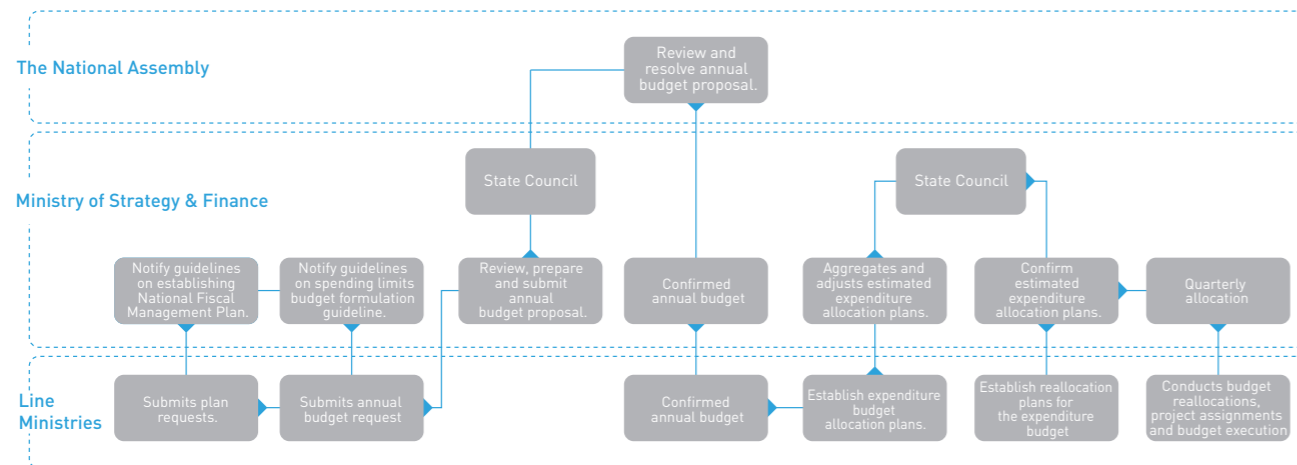 The National Assembly
Review and
resolve annual
budget proposal.
Ministry of Strategy & Finance
State Council
State Council
Notify guidelines
on establishing
National Fiscal
Management Plan.
Notify guidelines
on spending limits
budget formulation
guideline.
Review, prepare
and submit
annual
budget proposal.
Confirmed
annual budget
Aggregates and
adjusts estimated
expenditure
allocation plans.
Confirm
estimated
expenditure
allocation plans.
Quarterly
allocation
Line
Ministries
Submits plan
requests.
Submits annual
budget request
Confirmed
annual budget
Establish expenditure
budget
allocation plans.
Establish reallocation
plans for
the expenditure
budget
Conducts budget
reallocations,
project assignments
and budget execution